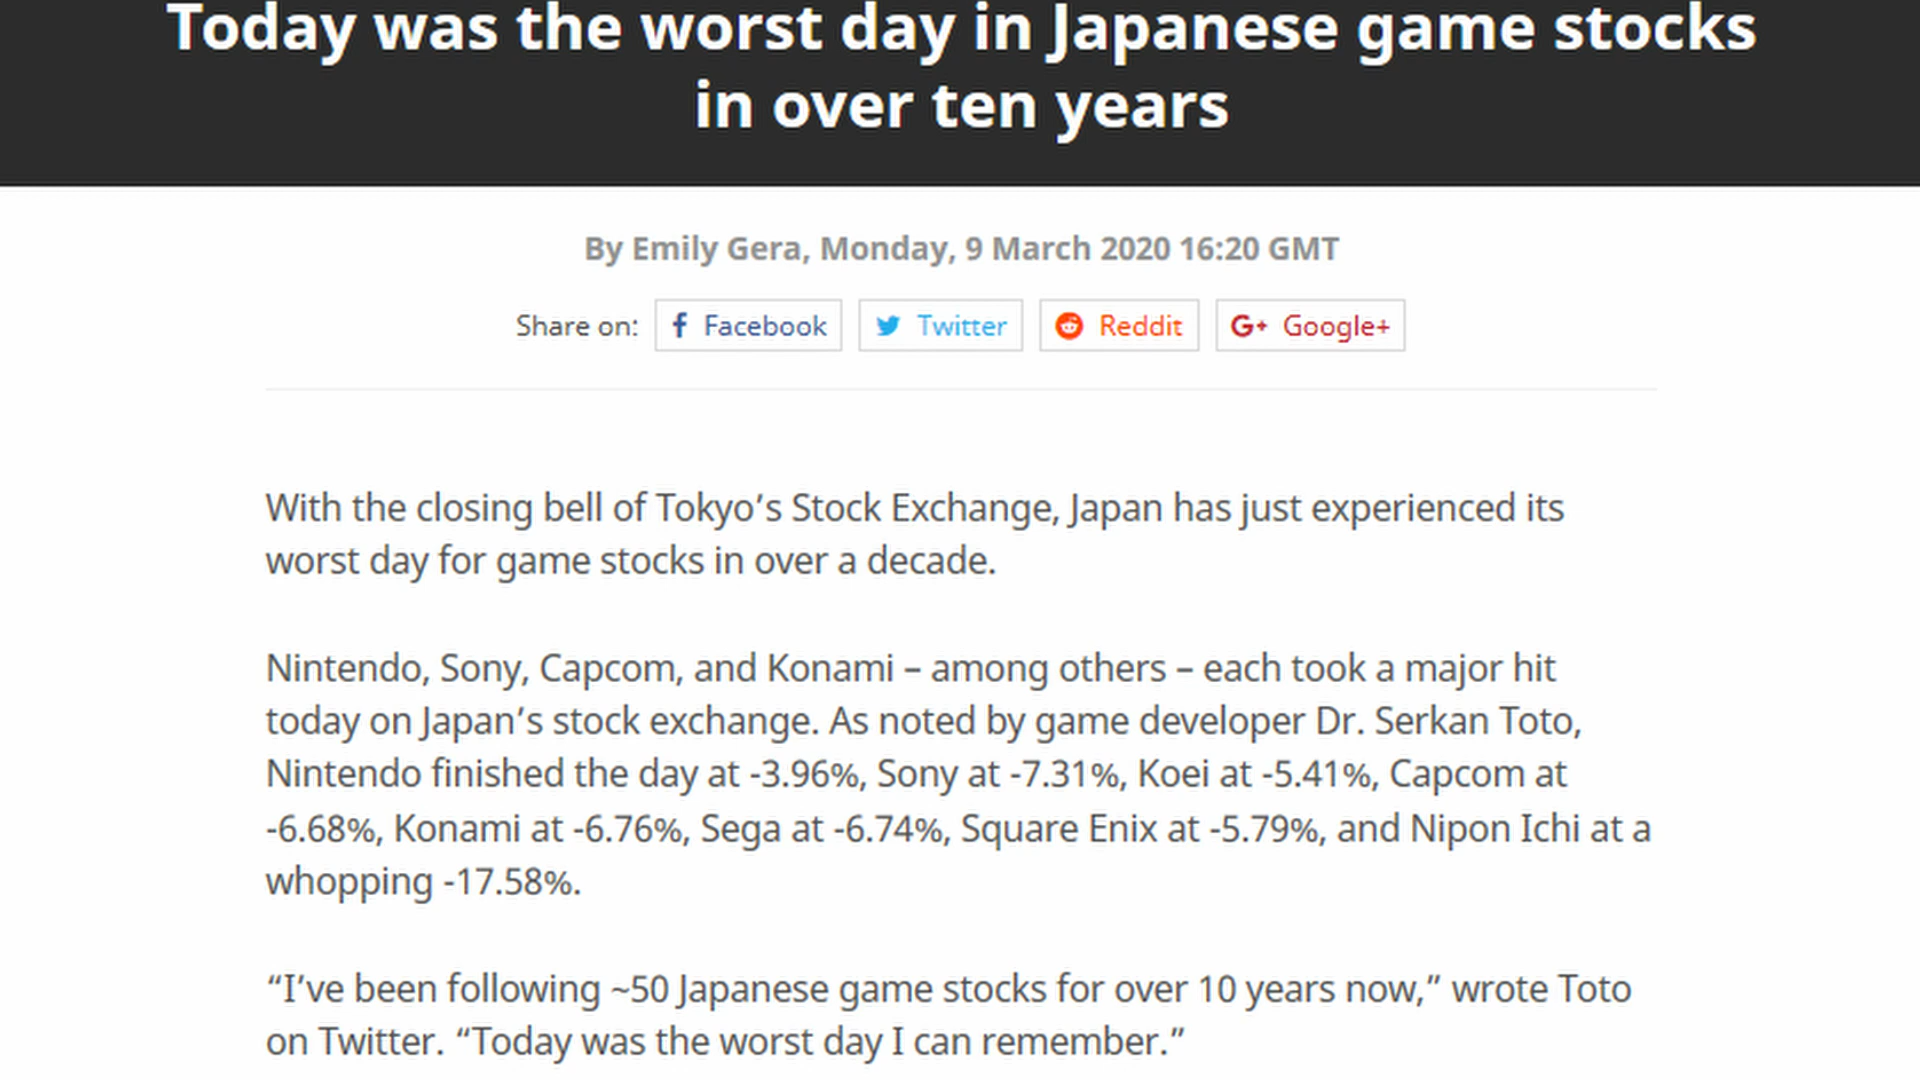 Today was the worst day in Japanese game stocks
in over ten years
By Emily Gera, Monday, 9 March 2020 16:20 GMT
Share on: Facebook Twitter Reddit Google+
With the closing bell of Tokyo’s Stock Exchange, Japan has just experienced its
worst day for game stocks in over a decade.
Nintendo, Sony, Capcom, and Konami – among others – each took a major hit
today on Japan’s stock exchange. As noted by game developer Dr. Serkan Toto,
Nintendo finished the day at -3.96%, Sony at -7.31%, Koei at -5.41%, Capcom at
-6.68%, Konami at -6.76%, Sega at -6.74%, Square Enix at -5.79%, and Nipon Ichi at a
whopping -17.58%.
“I’ve been following ~50 Japanese game stocks for over 10 years now,” wrote Toto
on Twitter. “Today was the worst day I can remember.”